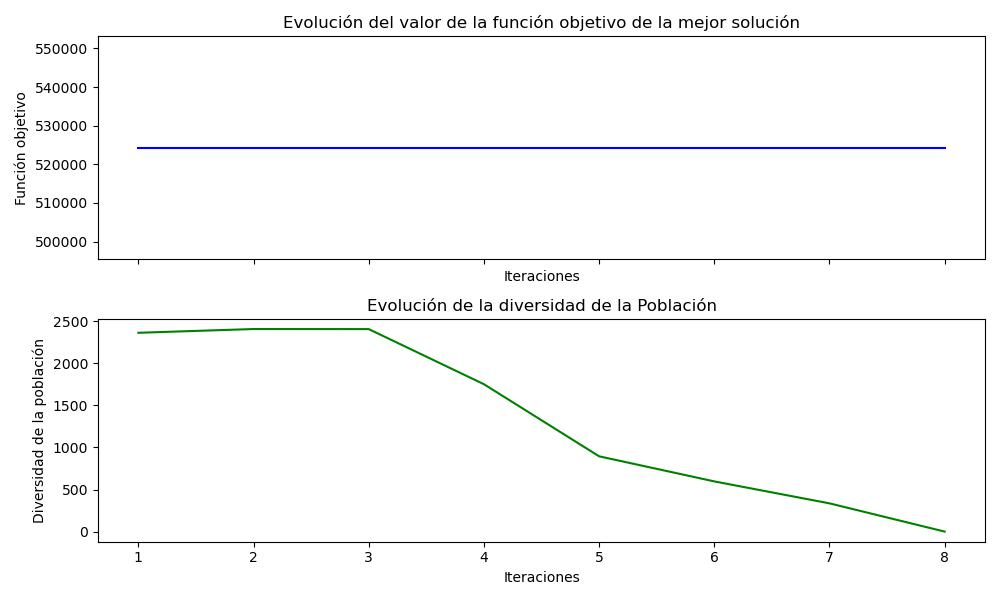 Evolución del valor de la función objetivo de la mejor solución
550000
540000
530000
520000
510000
500000
Función objetivo
Iteraciones
Evolución de la diversidad de la Población
2500
2000
1500
1000
500
0
Diversidad de la población
1 2 3 4 5 6 7 8
Iteraciones